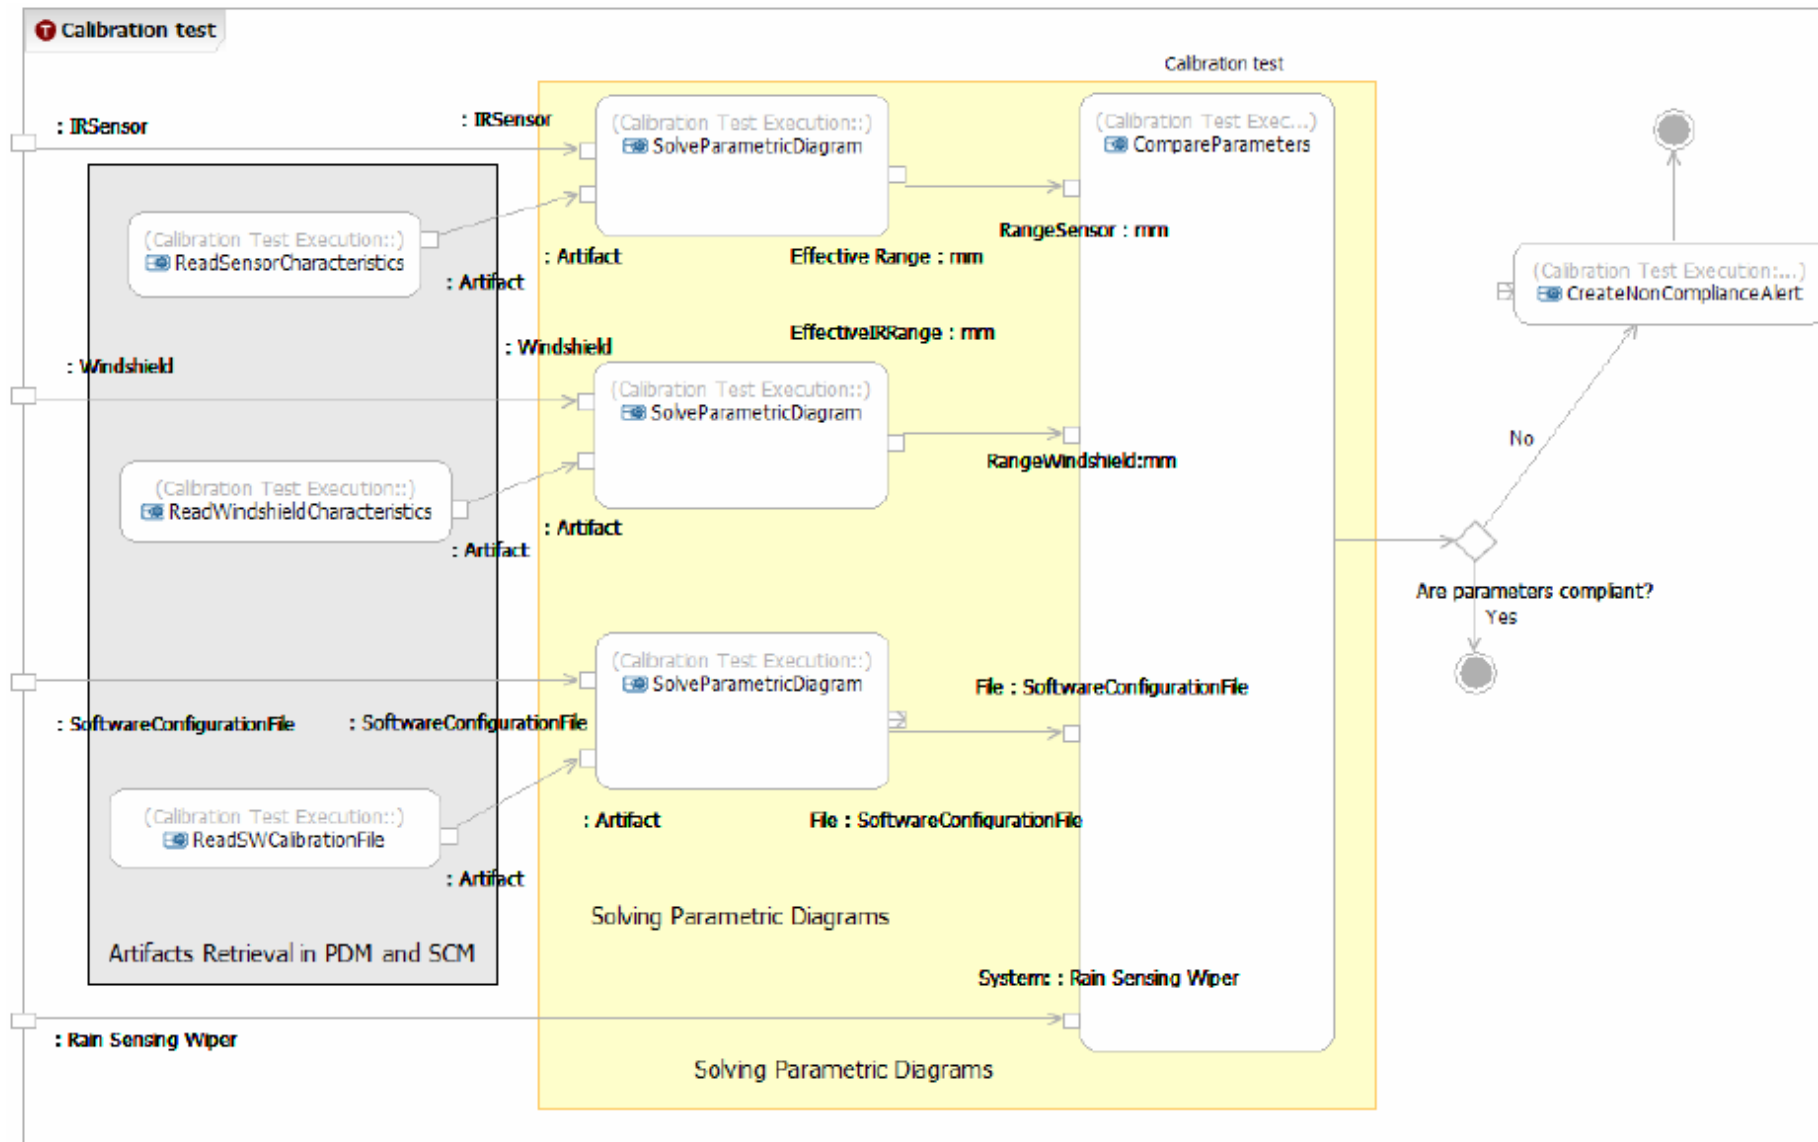 Calibration test
Calibration test
: IRSensor
: IRSensor
(Calibration Test Execution::)
SolveParametricDiagram
(Calibration Test Exec...)
CompareParameters
(Calibration Test Execution::)
ReadSensorCharacteristics
: Artifact
: Artifact
Effective Range : mm
RangeSensor : mm
(Calibration Test Execution:...)
CreateNonComplianceAlert
EffectiveIRRange : mm
: Windshield
: Windshield
(Calibration Test Execution::)
SolveParametricDiagram
No
RangeWindshield:mm
(Calibration Test Execution::)
ReadWindshieldCharacteristics
: Artifact
: Artifact
Are parameters compliant?
Yes
(Calibration Test Execution::)
SolveParametricDiagram
File : SoftwareConfigurationFile
: SoftwareConfigurationFile
: SoftwareConfigurationFile
(Calibration Test Execution::)
ReadSWCalibrationFile
: Artifact
File : SoftwareConfigurationFile
: Artifact
Solving Parametric Diagrams
Artifacts Retrieval in PDM and SCM
System: : Rain Sensing Wiper
: Rain Sensing Wiper
Solving Parametric Diagrams